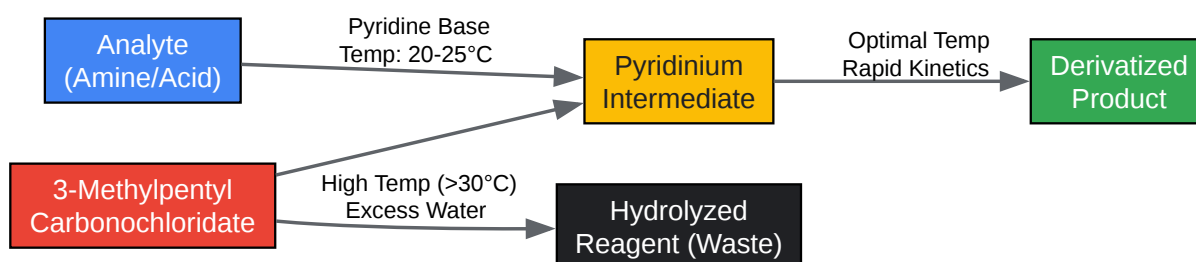 Analyte
(Amine/Acid)
Pyridine Base
Temp: 20-25°C
Pyridinium
Intermediate
Optimal Temp
Rapid Kinetics
Derivatized
Product
3-Methylpentyl
Carbonochloridate
High Temp (>30°C)
Excess Water
Hydrolyzed
Reagent (Waste)